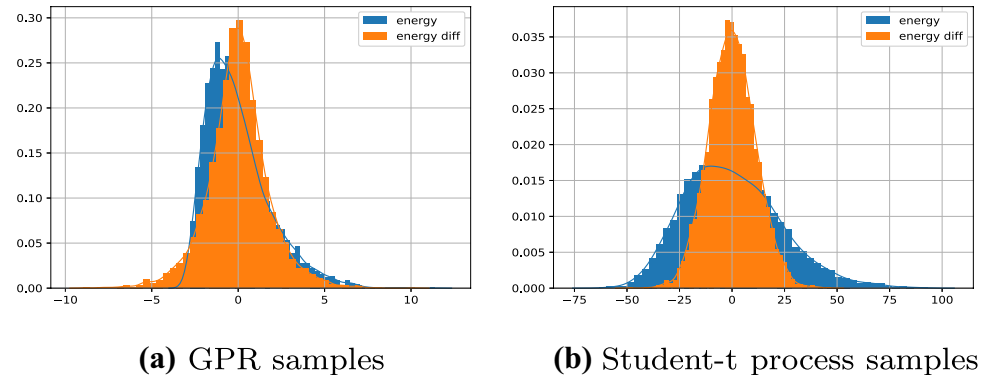 energy
energy diff
0.30
0.25
0.20
0.15
0.10
0.05
0.00
−10 −5 0 5 10
energy
energy diff
0.035
0.030
0.025
0.020
0.015
0.010
0.005
0.000
−75 −50 −25 0 25 50 75 100
(a) GPR samples
(b) Student-t process samples